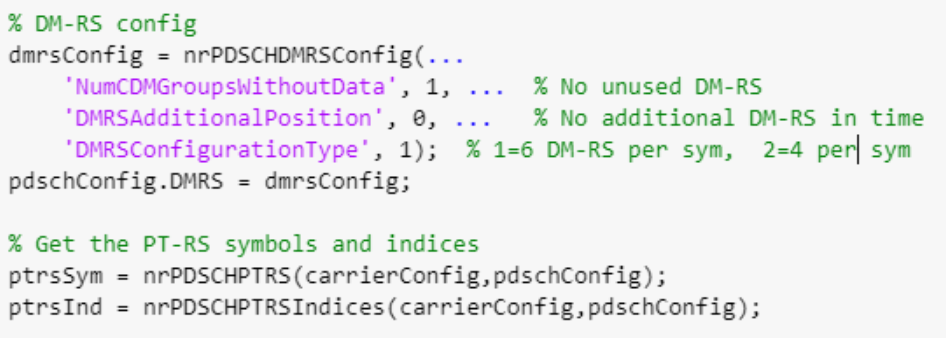 % DM-RS config
dmrsConfig = nrPDSCHDMRSConfig(...
    'NumCDMGroupsWithoutData', 1, ...  % No unused DM-RS
    'DMRSAdditionalPosition', 0, ...   % No additional DM-RS in time
    'DMRSConfigurationType', 1);  % 1=6 DM-RS per sym,  2=4 per sym
pdschConfig.DMRS = dmrsConfig;

% Get the PT-RS symbols and indices
ptrsSym = nrPDSCHPTRS(carrierConfig,pdschConfig);
ptrsInd = nrPDSCHPTRSIndices(carrierConfig,pdschConfig);